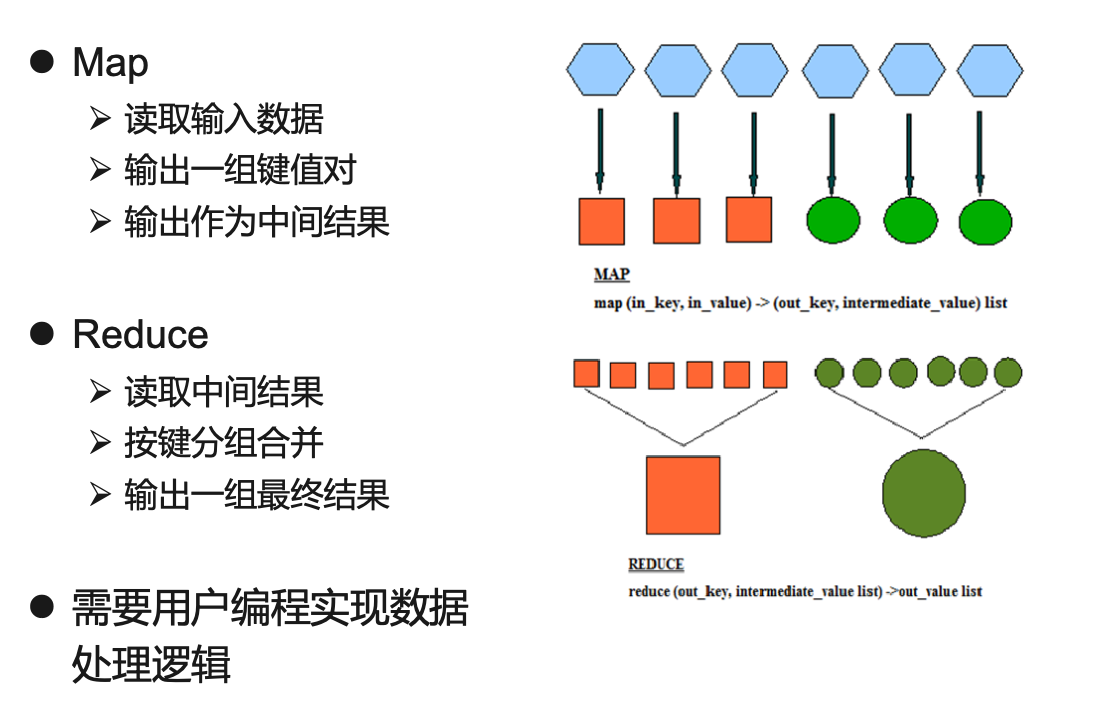 Map
读取输入数据
输出一组键值对
输出作为中间结果
Reduce
读取中间结果
按键分组合并
输出一组最终结果
需要用户编程实现数据
处理逻辑
MAP
map (in_key, in_value) -> (out_key, intermediate_value) list
REDUCE
reduce (out_key, intermediate_value list) ->out_value list